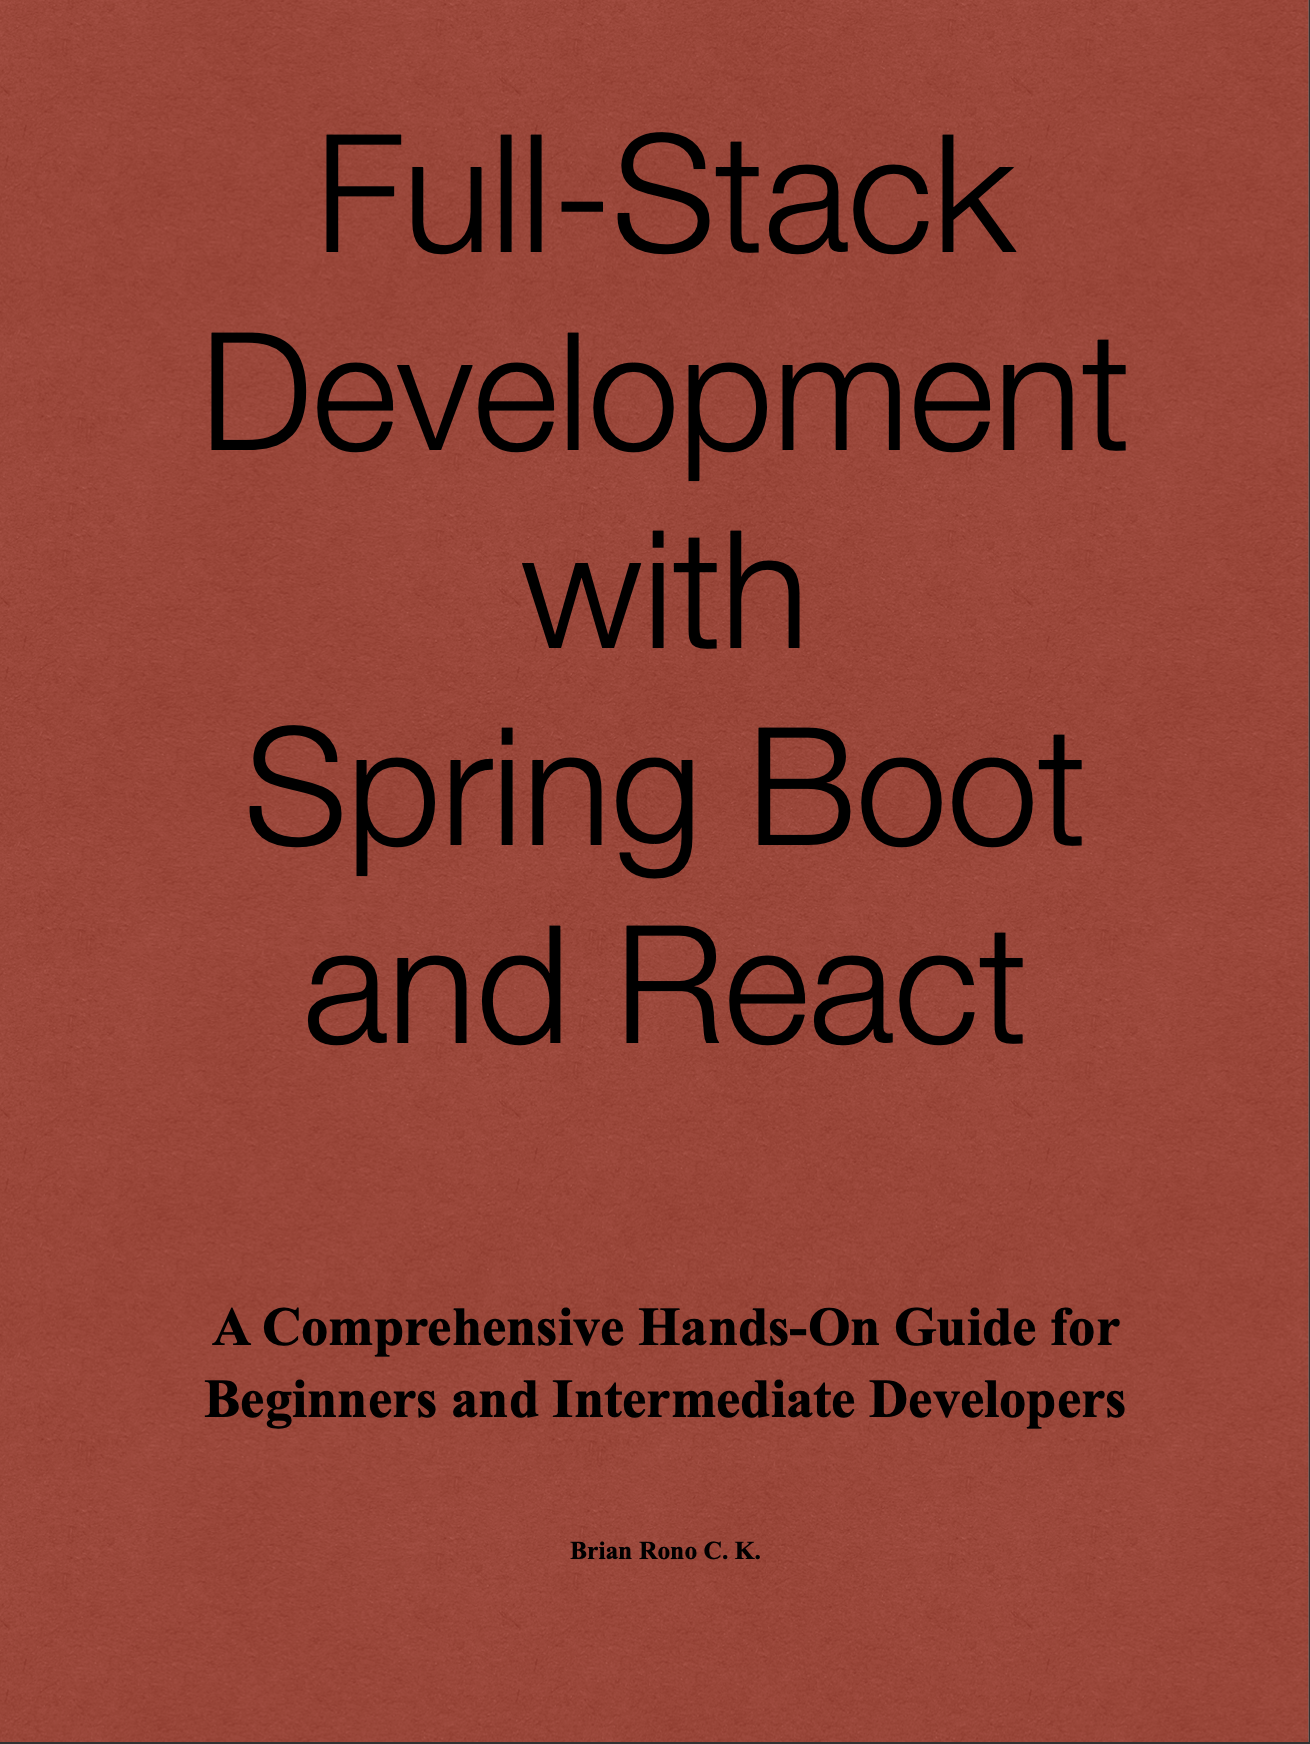 Full-Stack
Development
with
Spring Boot
and React
A Comprehensive Hands-On Guide for
Beginners and Intermediate Developers
Brian Rono C. K.